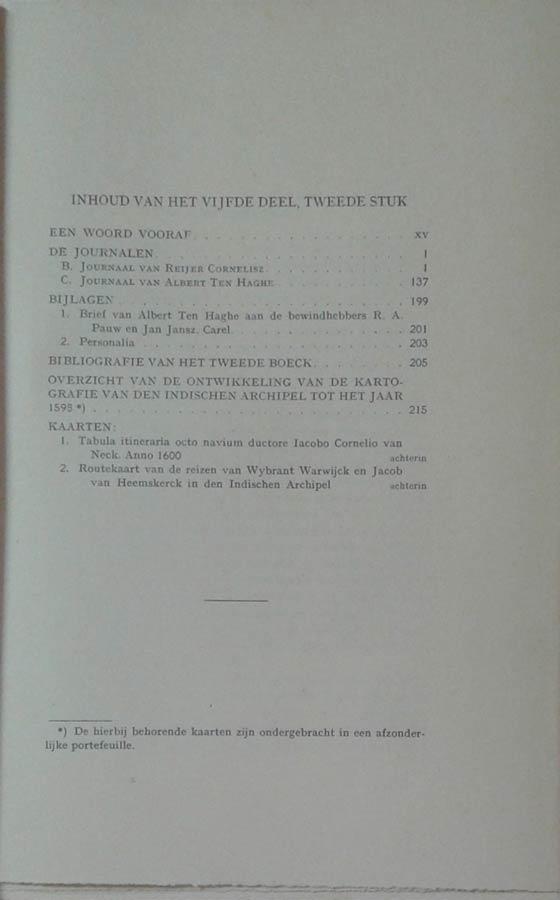 INHOUD VAN HET VIJFDE DEEL, TWEEDE STUK
EEN WOORD VOORAF . . . . . . . . . . . . . . . . . XV
DE JOURNALEN . . . . . . . . . . . . . . . . . 1
B. JOURNAAL VAN REIJER CORNELISZ. . . . . . . . . . . . . 1
C. JOURNAAL VAN ALBERT TEN HAGHE . . . . . . . . . . . 137
BIJLAGEN . . . . . . . . . . . . . . . . . . . . 199
1. Brief van Albert Ten Haghe aan de bewindhebbers R. A.
Pauw en Jan Jansz. Carel . . . . . . . . . . . . . . 201
2. Personalia . . . . . . . . . . . . . . . . . . . . 203
BIBLIOGRAFIE VAN HET TWEEDE BOECK . . . . . . . . 205
OVERZICHT VAN DE ONTWIKKELING VAN DE KARTO-
GRAFIE VAN DEN INDISCHEN ARCHIPEL TOT HET JAAR
1598 *) . . . . . . . . . . . . . . . . . . . . . . . 215
KAARTEN:
1. Tabula itineraria octo navium ductore Iacobo Cornelio van
Neck. Anno 1600 achterin
2. Routekaart van de reizen van Wybrant Warwijck en Jacob
van Heemskerck in den Indischen Archipel achterin
*) De hierbij behorende kaarten zijn ondergebracht in een afzonder-
lijke portefeuille.